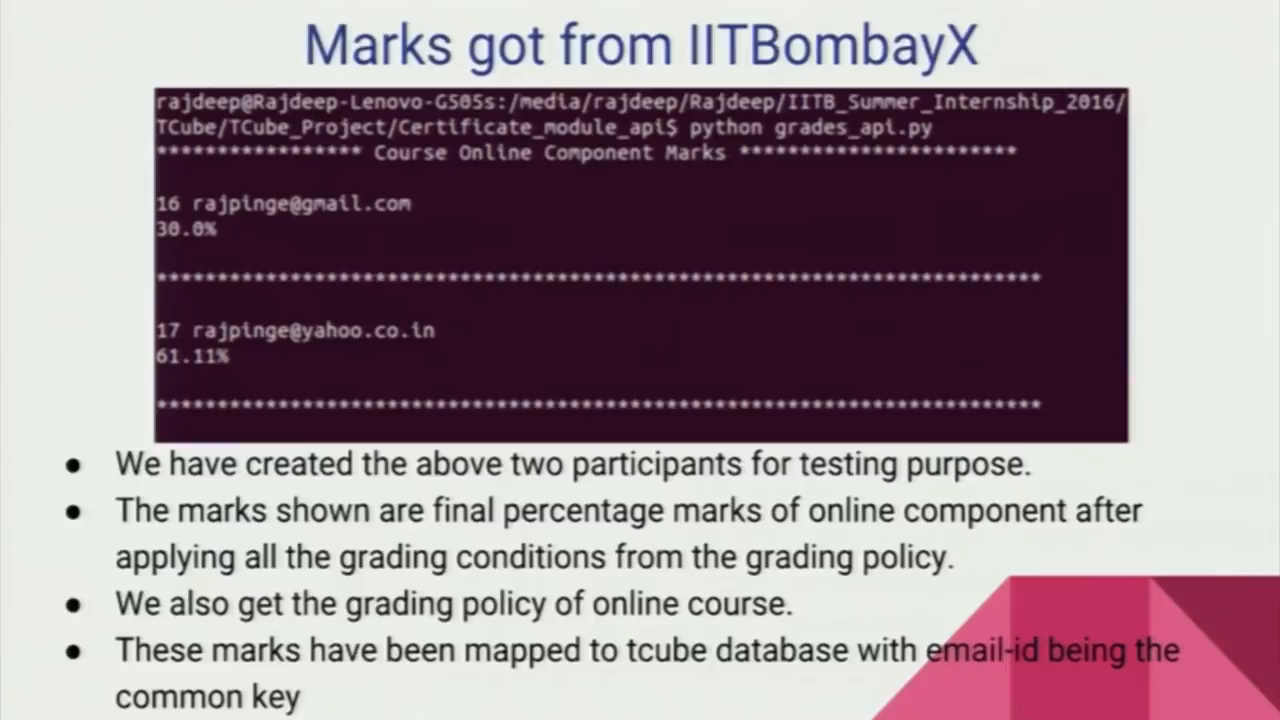 Marks got from IITBombayX
rajdeep@Rajdeep-Lenovo-G505s:/media/rajdeep/Rajdeep/IITB_Summer_Internship_2016/
TCube/TCube_Project/Certificate_module_api$ python grades_api.py
***************** Course Online Component Marks ***********************
16 rajpinge@gmail.com
30.0%
*************************************************************************
17 rajpinge@yahoo.co.in
61.11%
*************************************************************************
● We have created the above two participants for testing purpose.
● The marks shown are final percentage marks of online component after
applying all the grading conditions from the grading policy.
● We also get the grading policy of online course.
● These marks have been mapped to tcube database with email-id being the
common key